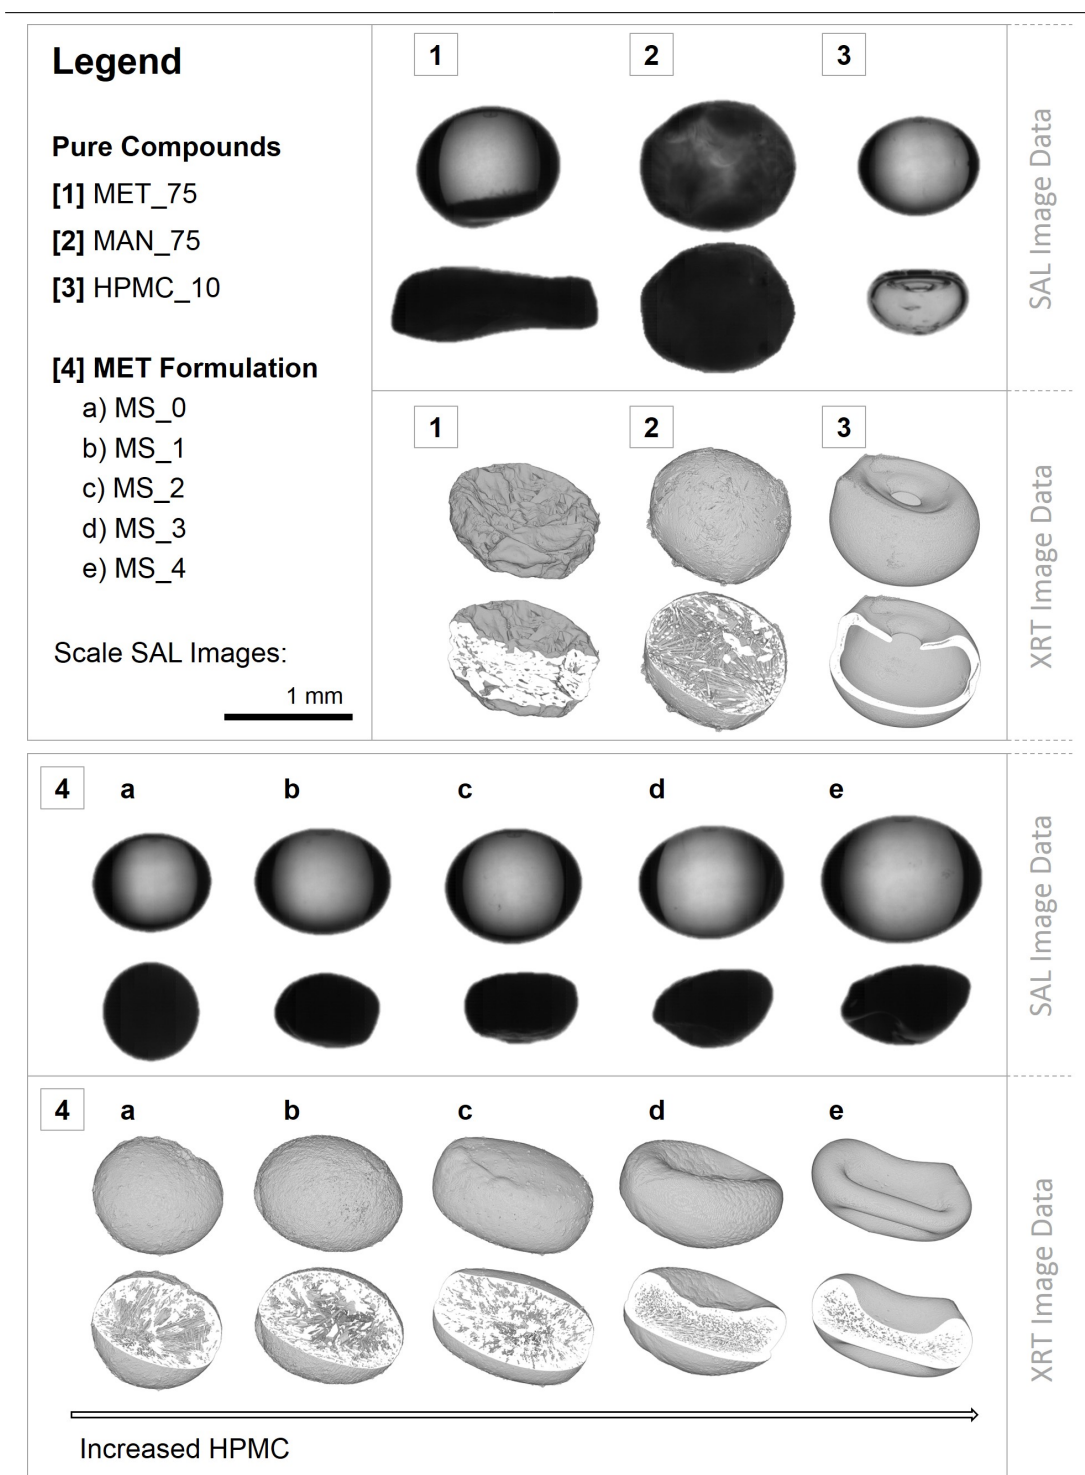 Legend
Pure Compounds
[1] MET_75
[2] MAN_75
[3] HPMC_10
[4] MET Formulation
a) MS_0
b) MS_1
c) MS_2
d) MS_3
e) MS_4
Scale SAL Images:
1 mm
1 2 3
SAL Image Data
1 2 3
XRT Image Data
4 a b c d e
SAL Image Data
4 a b c d e
XRT Image Data
Increased HPMC